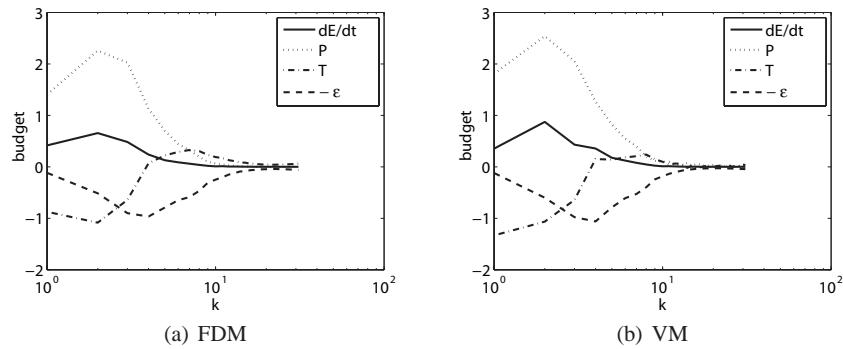 3
2
1
0
−1
−2
budget
10^0
10^1
10^2
k
dE/dt
P
T
− ε
(a) FDM
3
2
1
0
−1
−2
budget
10^0
10^1
10^2
k
dE/dt
P
T
− ε
(b) VM